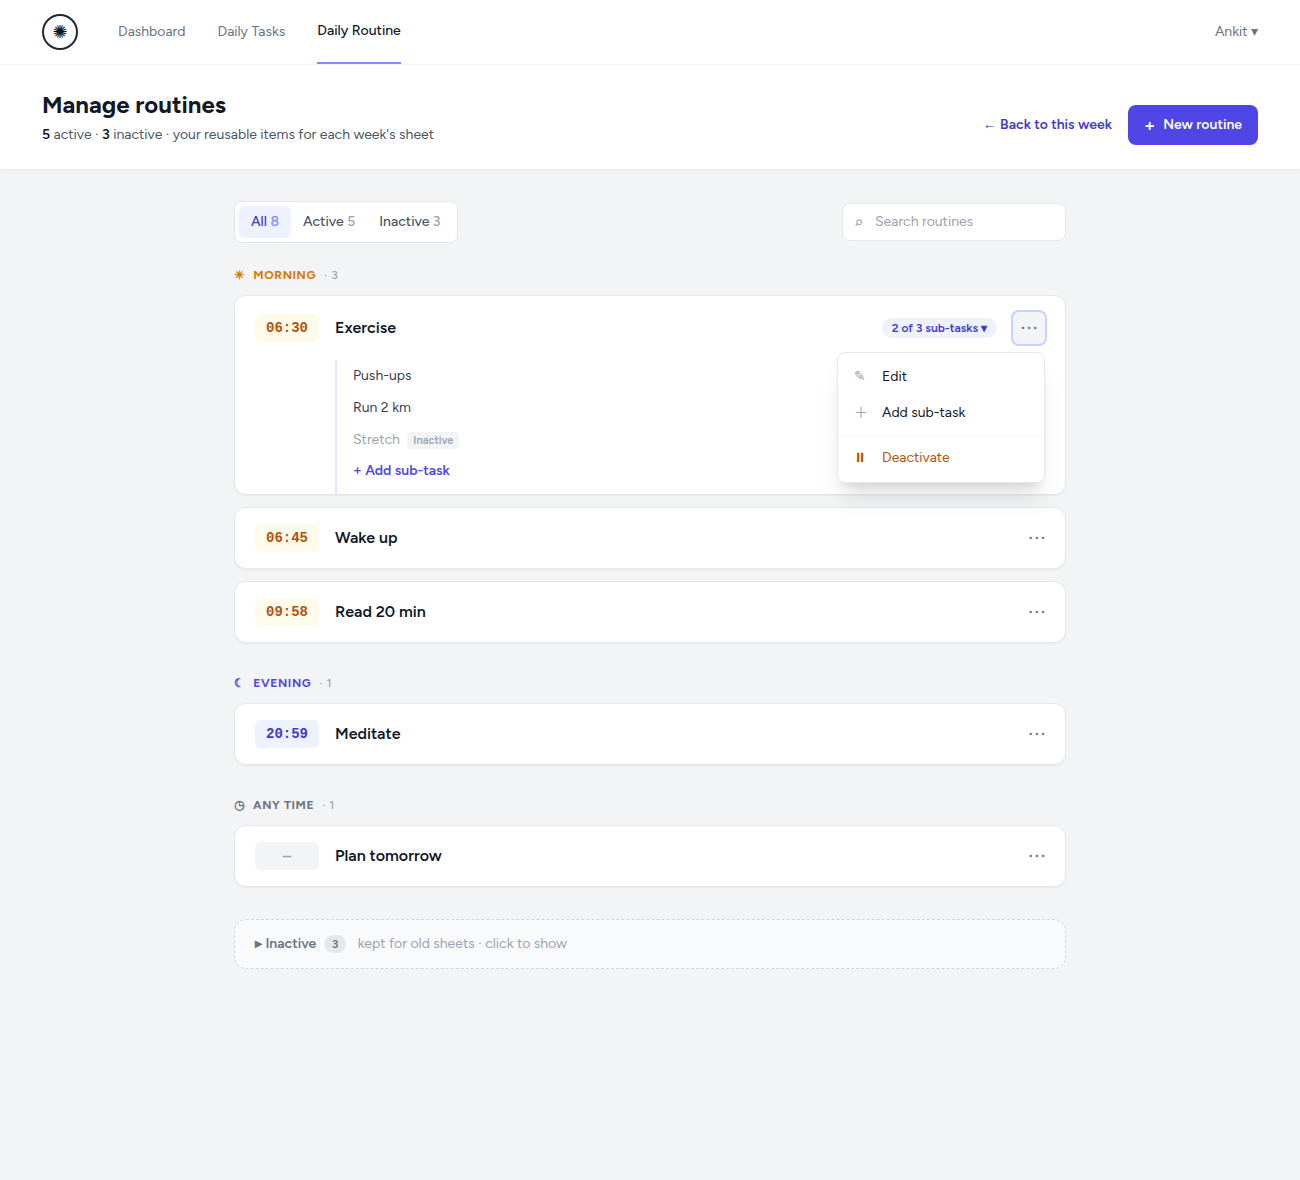 Dashboard Daily Tasks Daily Routine Ankit ▾
Manage routines
5 active · 3 inactive · your reusable items for each week's sheet
← Back to this week + New routine
All 8 Active 5 Inactive 3 Search routines
MORNING · 3
06:30 Exercise 2 of 3 sub-tasks ▾ ···
Push-ups
Edit
Run 2 km
Add sub-task
Stretch Inactive
Deactivate
+ Add sub-task
06:45 Wake up ···
09:58 Read 20 min ···
EVENING · 1
20:59 Meditate ···
ANY TIME · 1
— Plan tomorrow ···
▸ Inactive 3 kept for old sheets · click to show